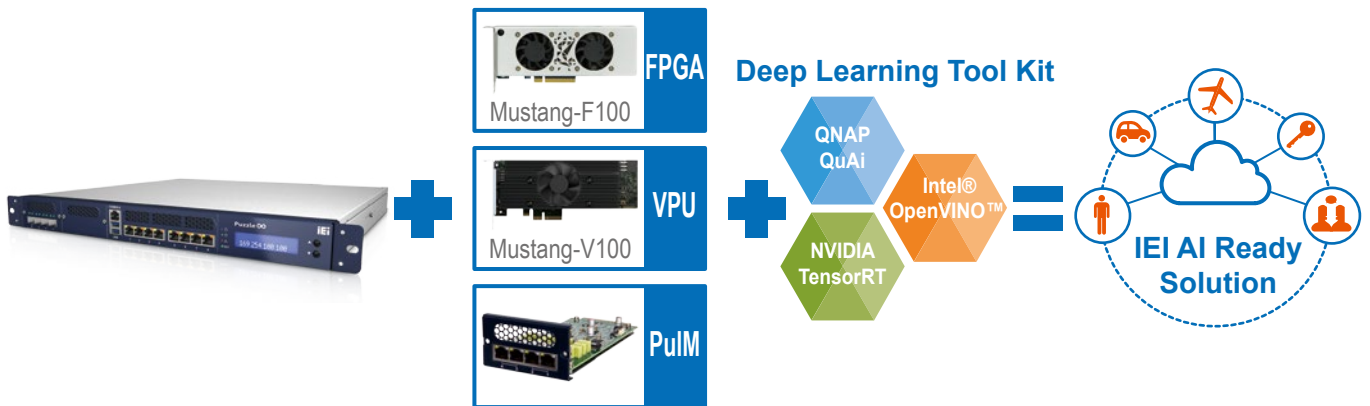 Puzzle
iEi
169.254.100.100
FPGA
Mustang-F100
VPU
Mustang-V100
PulM
Deep Learning Tool Kit
QNAP
QuAi
Intel®
OpenVINO™
NVIDIA
TensorRT
IEI AI Ready
Solution